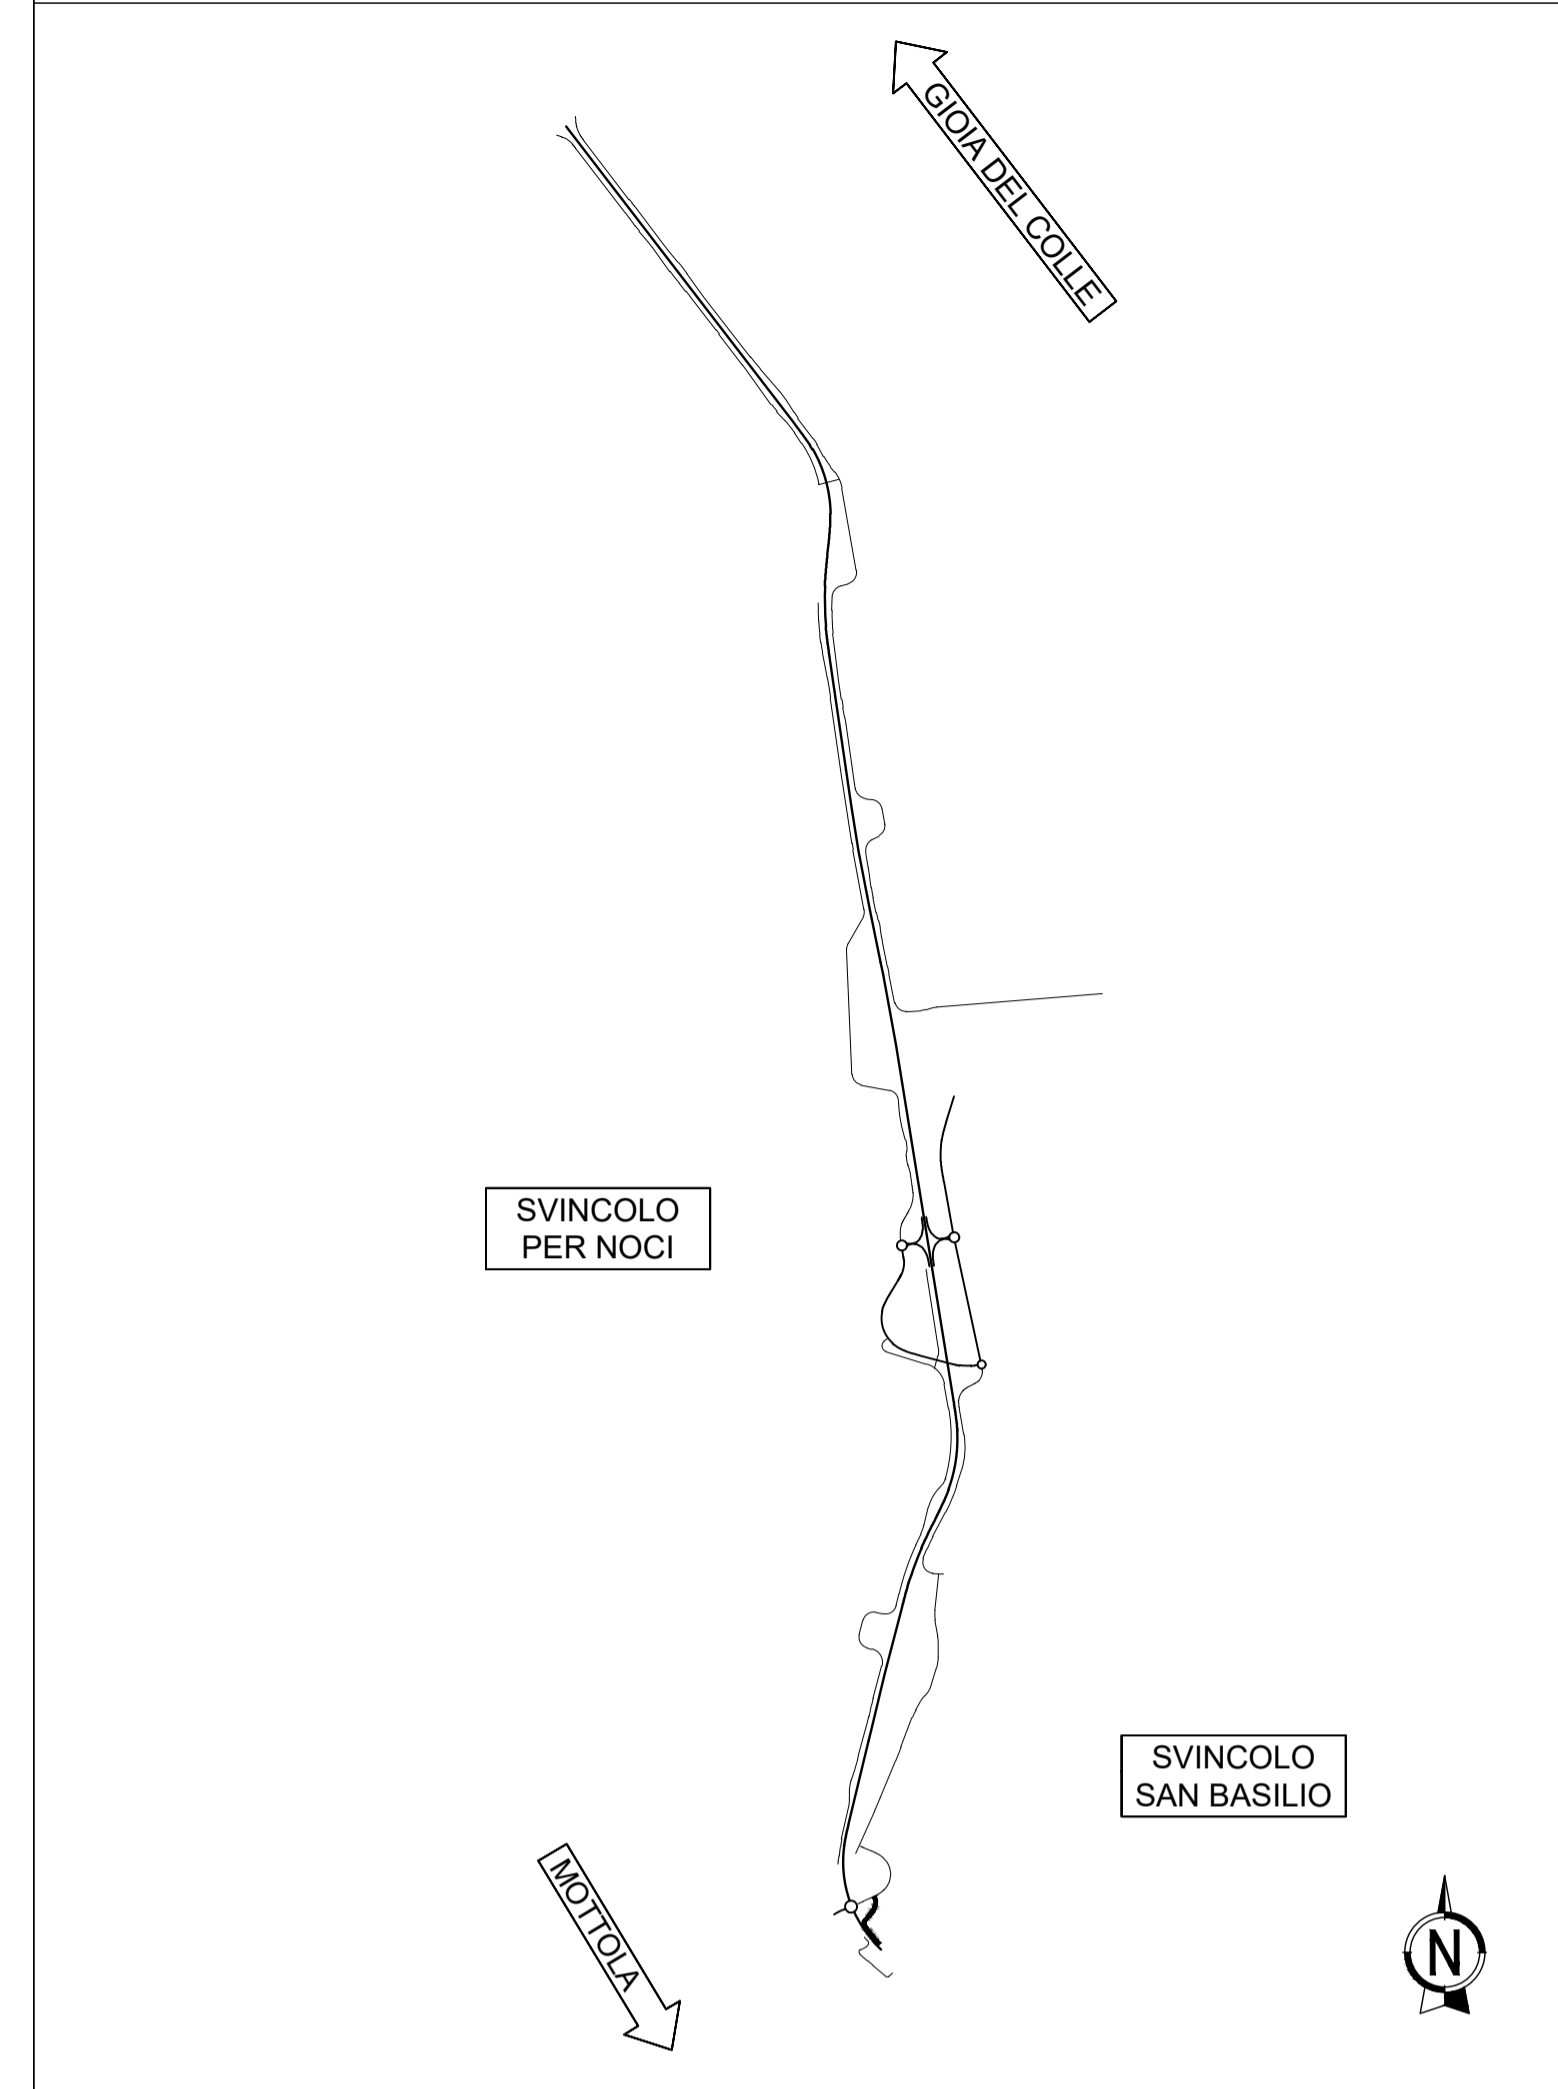 GIOIA DEL COLLE
SVINCOLO
PER NOCI
SVINCOLO
SAN BASILIO
MOTTOLA
N